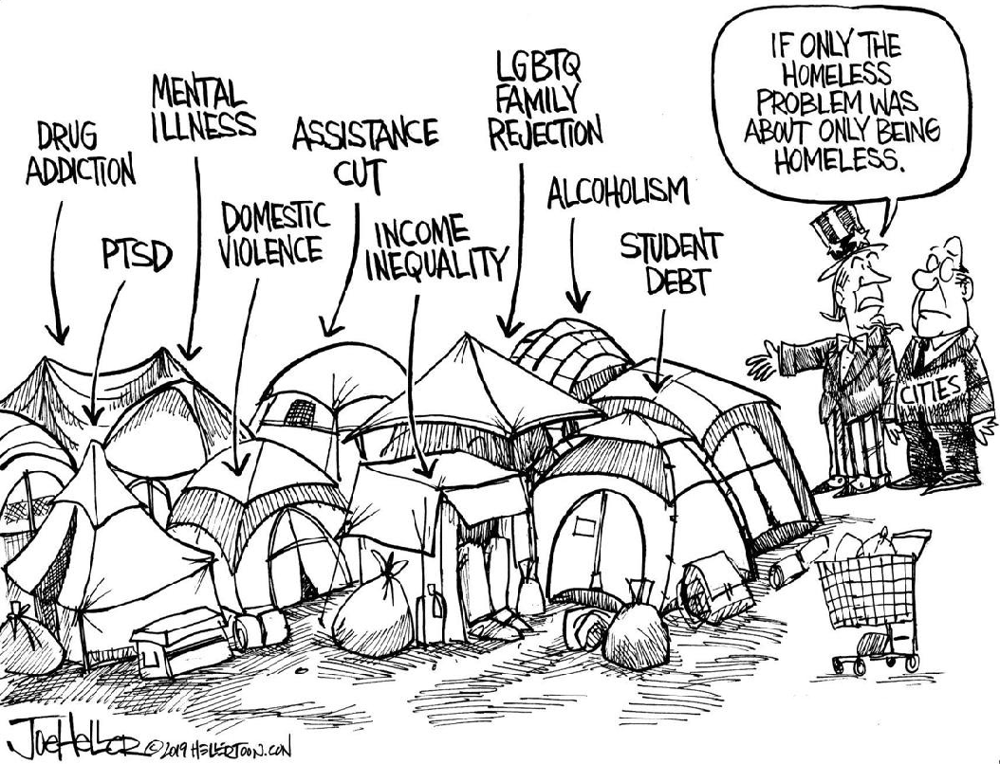 IF ONLY THE
HOMELESS
PROBLEM WAS
ABOUT ONLY BEING
HOMELESS.
LGBTQ
FAMILY
REJECTION
MENTAL
ILLNESS
ASSISTANCE
CUT
DRUG
ADDICTION
ALCOHOLISM
DOMESTIC
VIOLENCE
INCOME
INEQUALITY
STUDENT
DEBT
PTSD
CITIES
JOE HELLER © 2019 HELLERTOON.COM